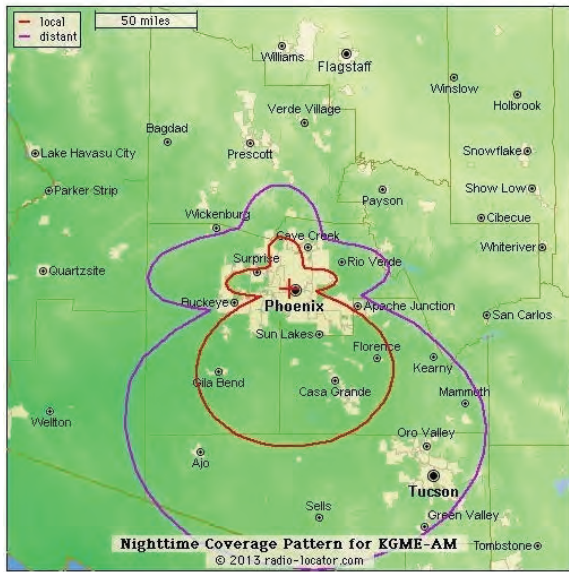 local
distant
50 miles
Williams
Flagstaff
Winslow
Holbrook
Verde Village
Bagdad
Prescott
Lake Havasu City
Snowflake
Parker Strip
Payson
Show Low
Wickenburg
Cibecue
Cave Creek
Whiteriver
Surprise
Rio Verde
Quartzsite
Buckeye
Phoenix
Apache Junction
San Carlos
Sun Lakes
Florence
Kearny
Gila Bend
Casa Grande
Mammoth
Wellton
Oro Valley
Ajo
Tucson
Sells
Green Valley
Nighttime Coverage Pattern for KGME-AM
Tombstone
© 2013 radio-locator.com